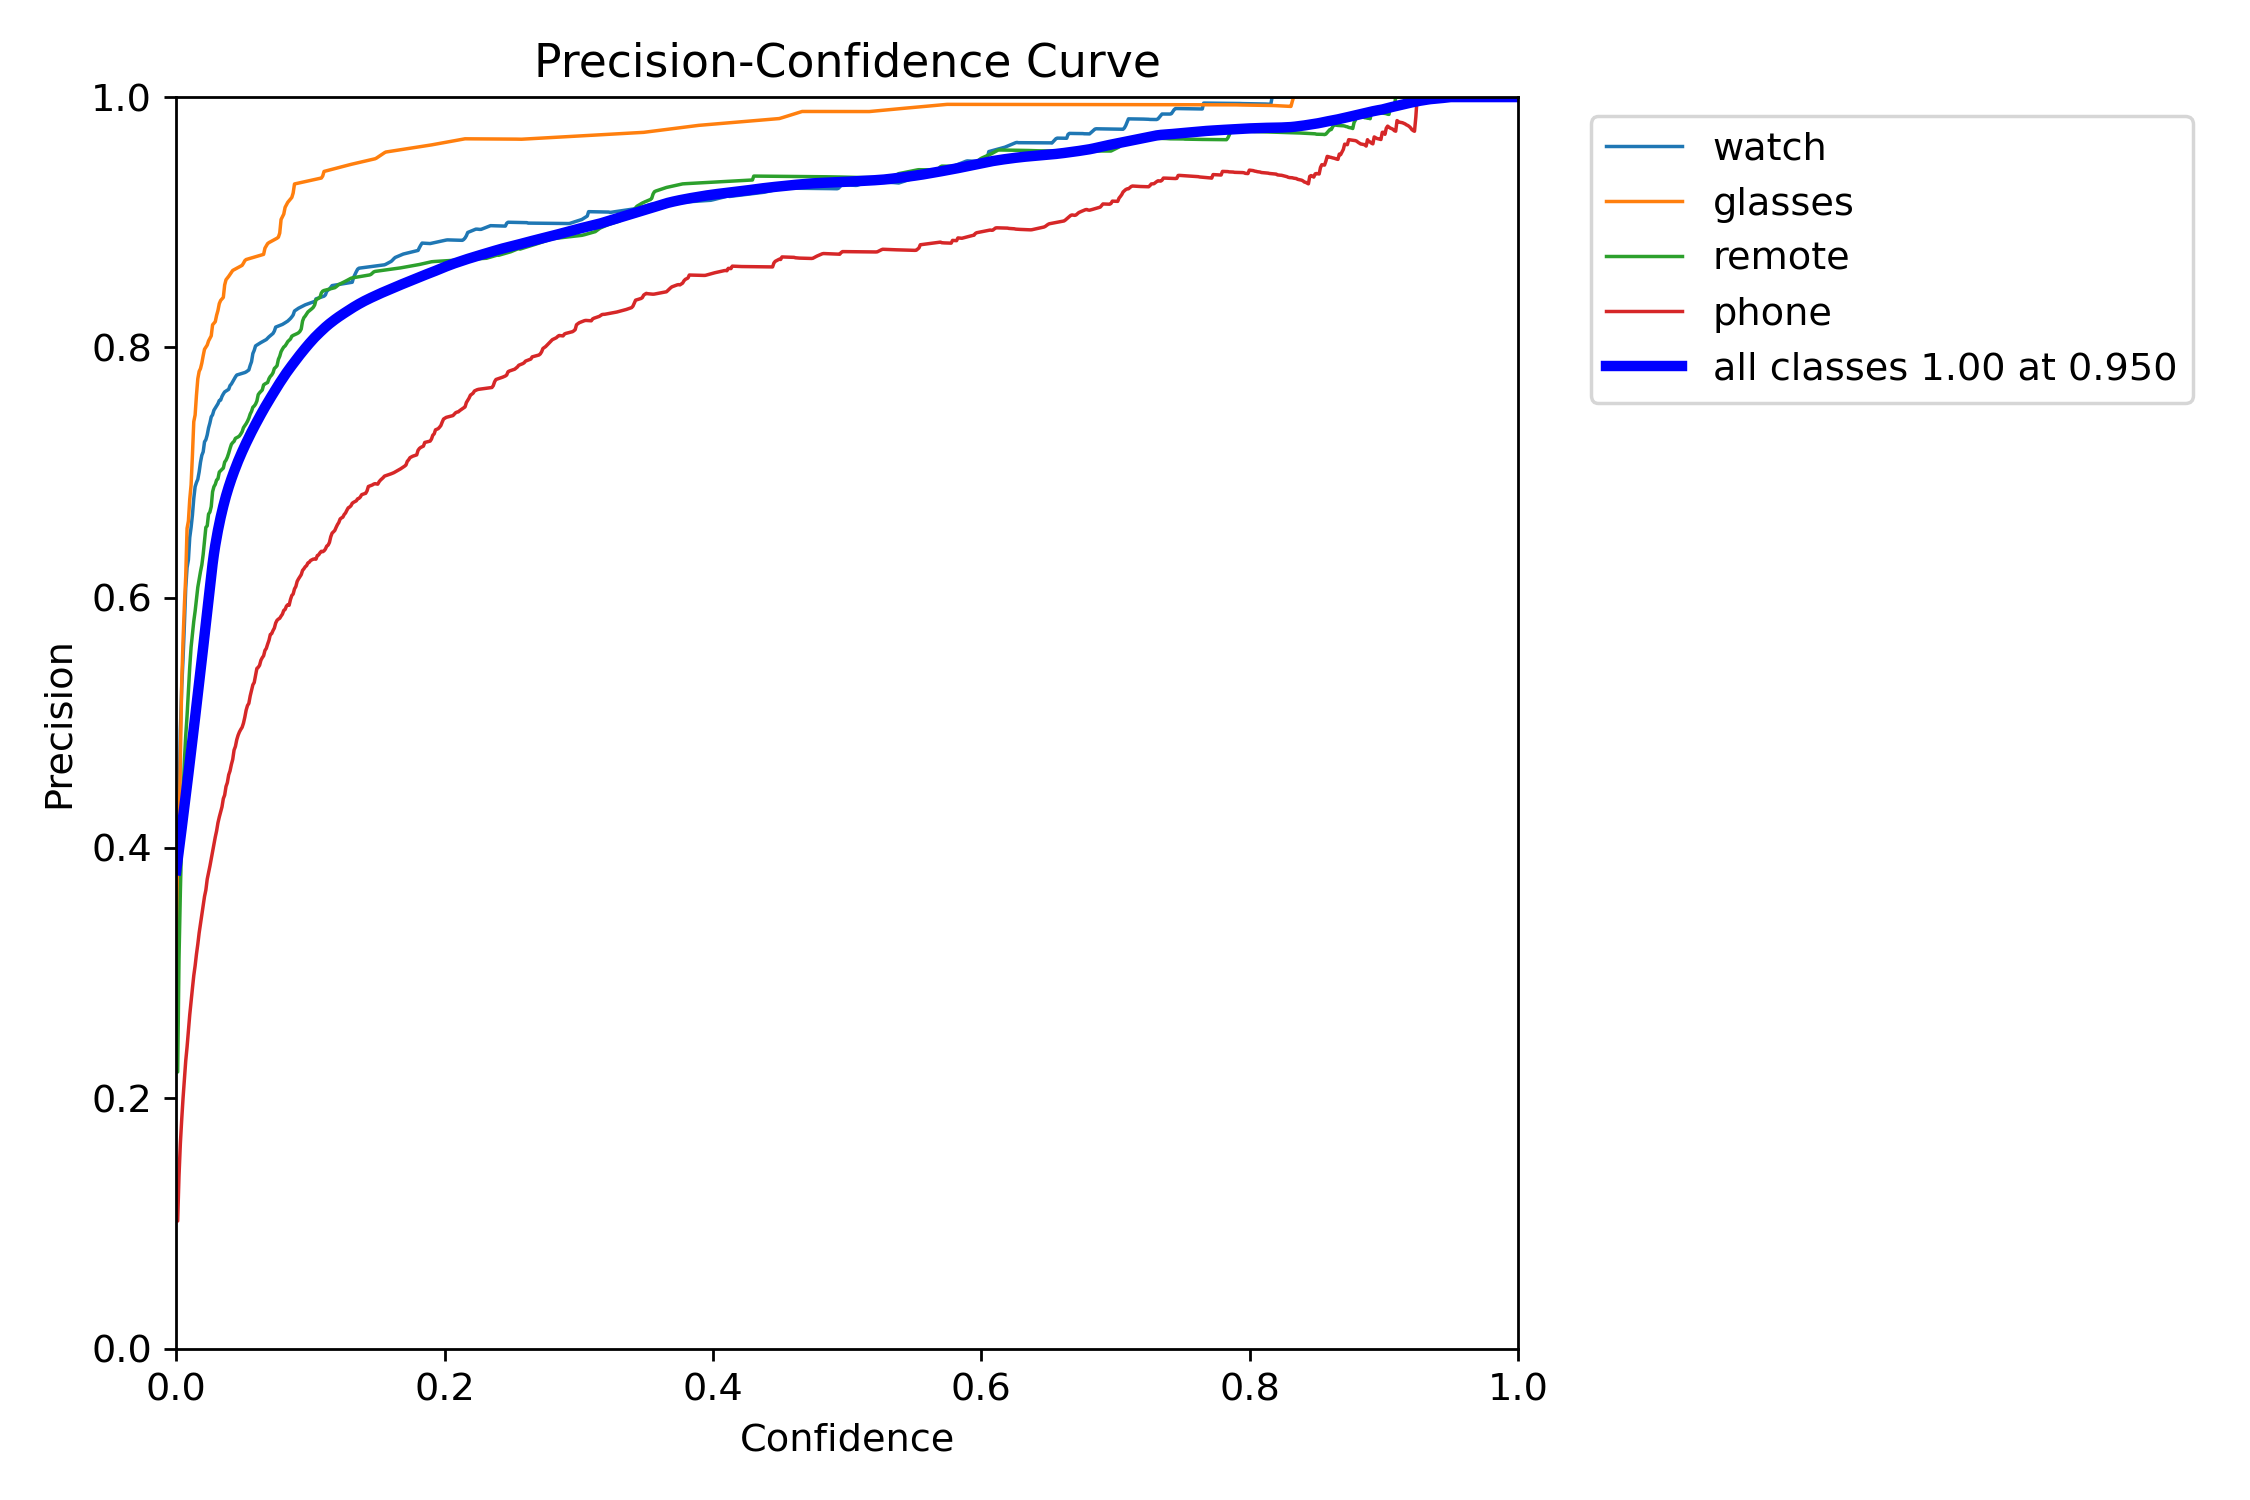 Precision-Confidence Curve
1.0
0.8
0.6
0.4
0.2
0.0
Precision
0.0 0.2 0.4 0.6 0.8 1.0
Confidence
watch
glasses
remote
phone
all classes 1.00 at 0.950